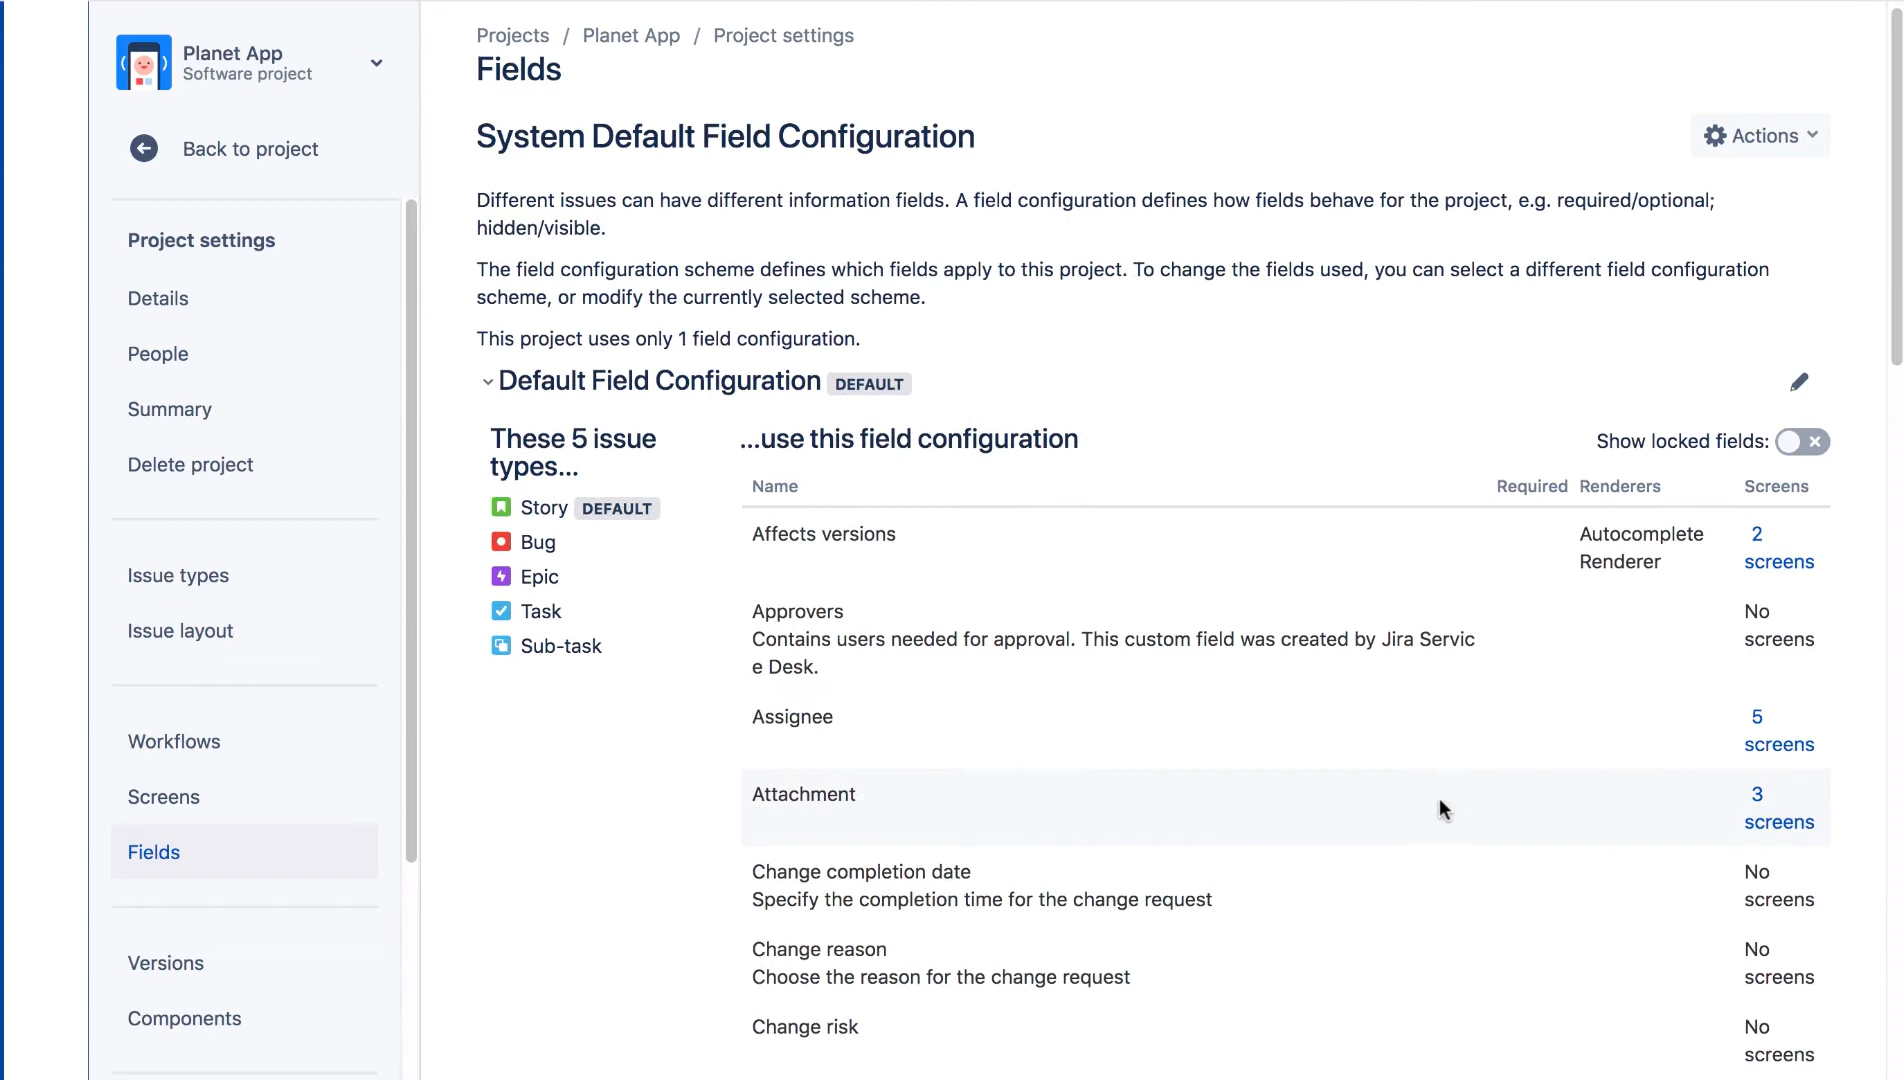 Planet App
Software project
Back to project
Project settings
Details
People
Summary
Delete project
Issue types
Issue layout
Workflows
Screens
Fields
Versions
Components
Projects / Planet App / Project settings
Fields
System Default Field Configuration
Actions
Different issues can have different information fields. A field configuration defines how fields behave for the project, e.g. required/optional;
hidden/visible.
The field configuration scheme defines which fields apply to this project. To change the fields used, you can select a different field configuration
scheme, or modify the currently selected scheme.
This project uses only 1 field configuration.
Default Field Configuration DEFAULT
These 5 issue
types...
Story DEFAULT
Bug
Epic
Task
Sub-task
...use this field configuration
Show locked fields:
Name Required Renderers Screens
Affects versions Autocomplete 2
Renderer screens
Approvers No
Contains users needed for approval. This custom field was created by Jira Servic screens
e Desk.
Assignee 5
screens
Attachment 3
screens
Change completion date No
Specify the completion time for the change request screens
Change reason No
Choose the reason for the change request screens
Change risk No
screens